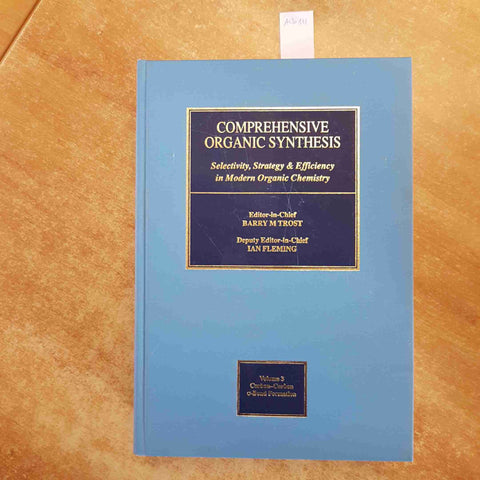 COMPREHENSIVE
ORGANIC SYNTHESIS
Selectivity, Strategy & Efficiency
in Modern Organic Chemistry
Editor-in-Chief
BARRY M TROST
Deputy Editor-in-Chief
IAN FLEMING
Volume 3
Carbon–Carbon
σ-Bond Formation